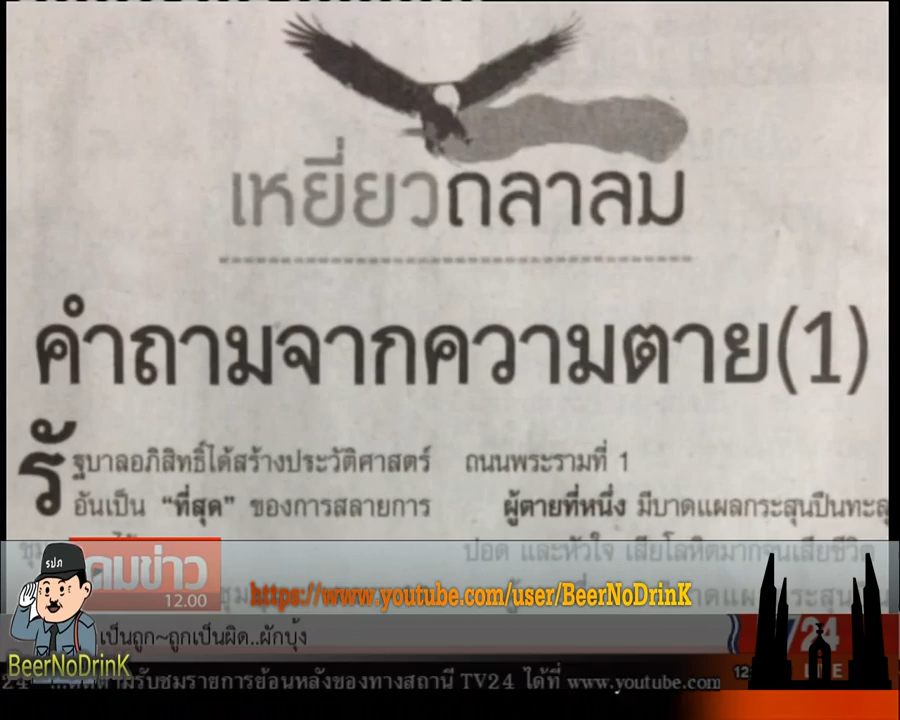 เหยี่ยวถลาลม
คำถามจากความตาย(1)
รัฐบาลอภิสิทธิ์ได้สร้างประวัติศาสตร์
อันเป็น "ที่สุด" ของการสลายการ
ถนนพระรามที่ 1
ผู้ตายที่หนึ่ง มีบาดแผลกระสุนปืนทะลุ
ปอด และหัวใจ เสียโลหิตมากจนเสียชีวิต
รปภ
คมข่าว
12.00
https://www.youtube.com/user/BeerNoDrinK
เป็นถูก~ถูกเป็นผิด..ผักบุ้ง
BeerNoDrinK
24
LIVE
24 ...ติดตามรับชมรายการย้อนหลังของทางสถานี TV24 ได้ที่ www.youtube.com